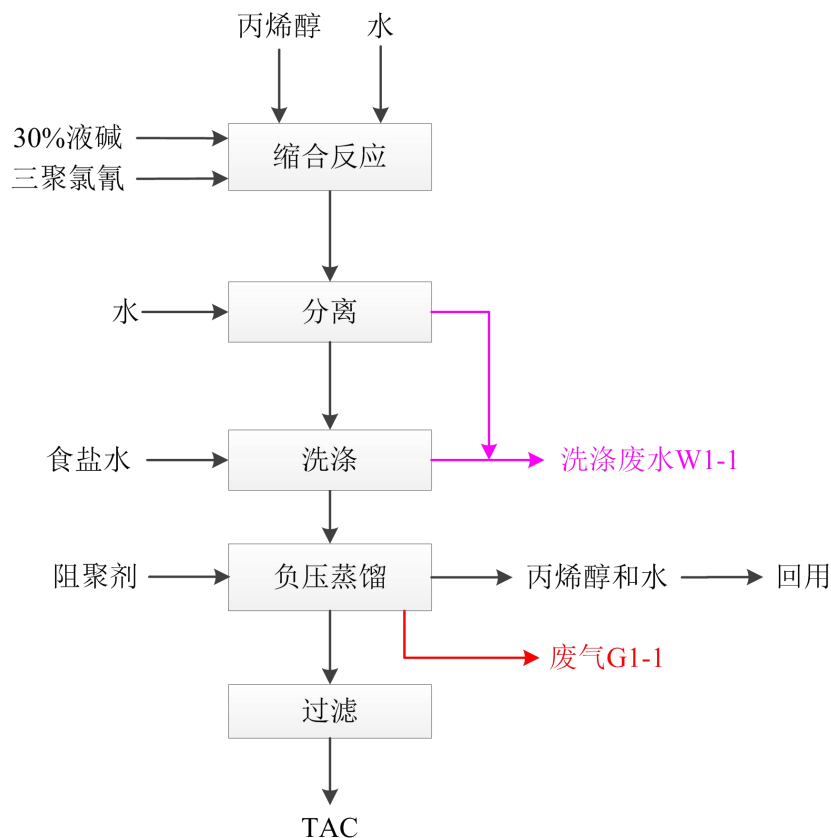 丙烯醇
水
30%液碱
三聚氯氰
缩合反应
水
分离
食盐水
洗涤
洗涤废水W1-1
阻聚剂
负压蒸馏
丙烯醇和水
回用
废气G1-1
过滤
TAC